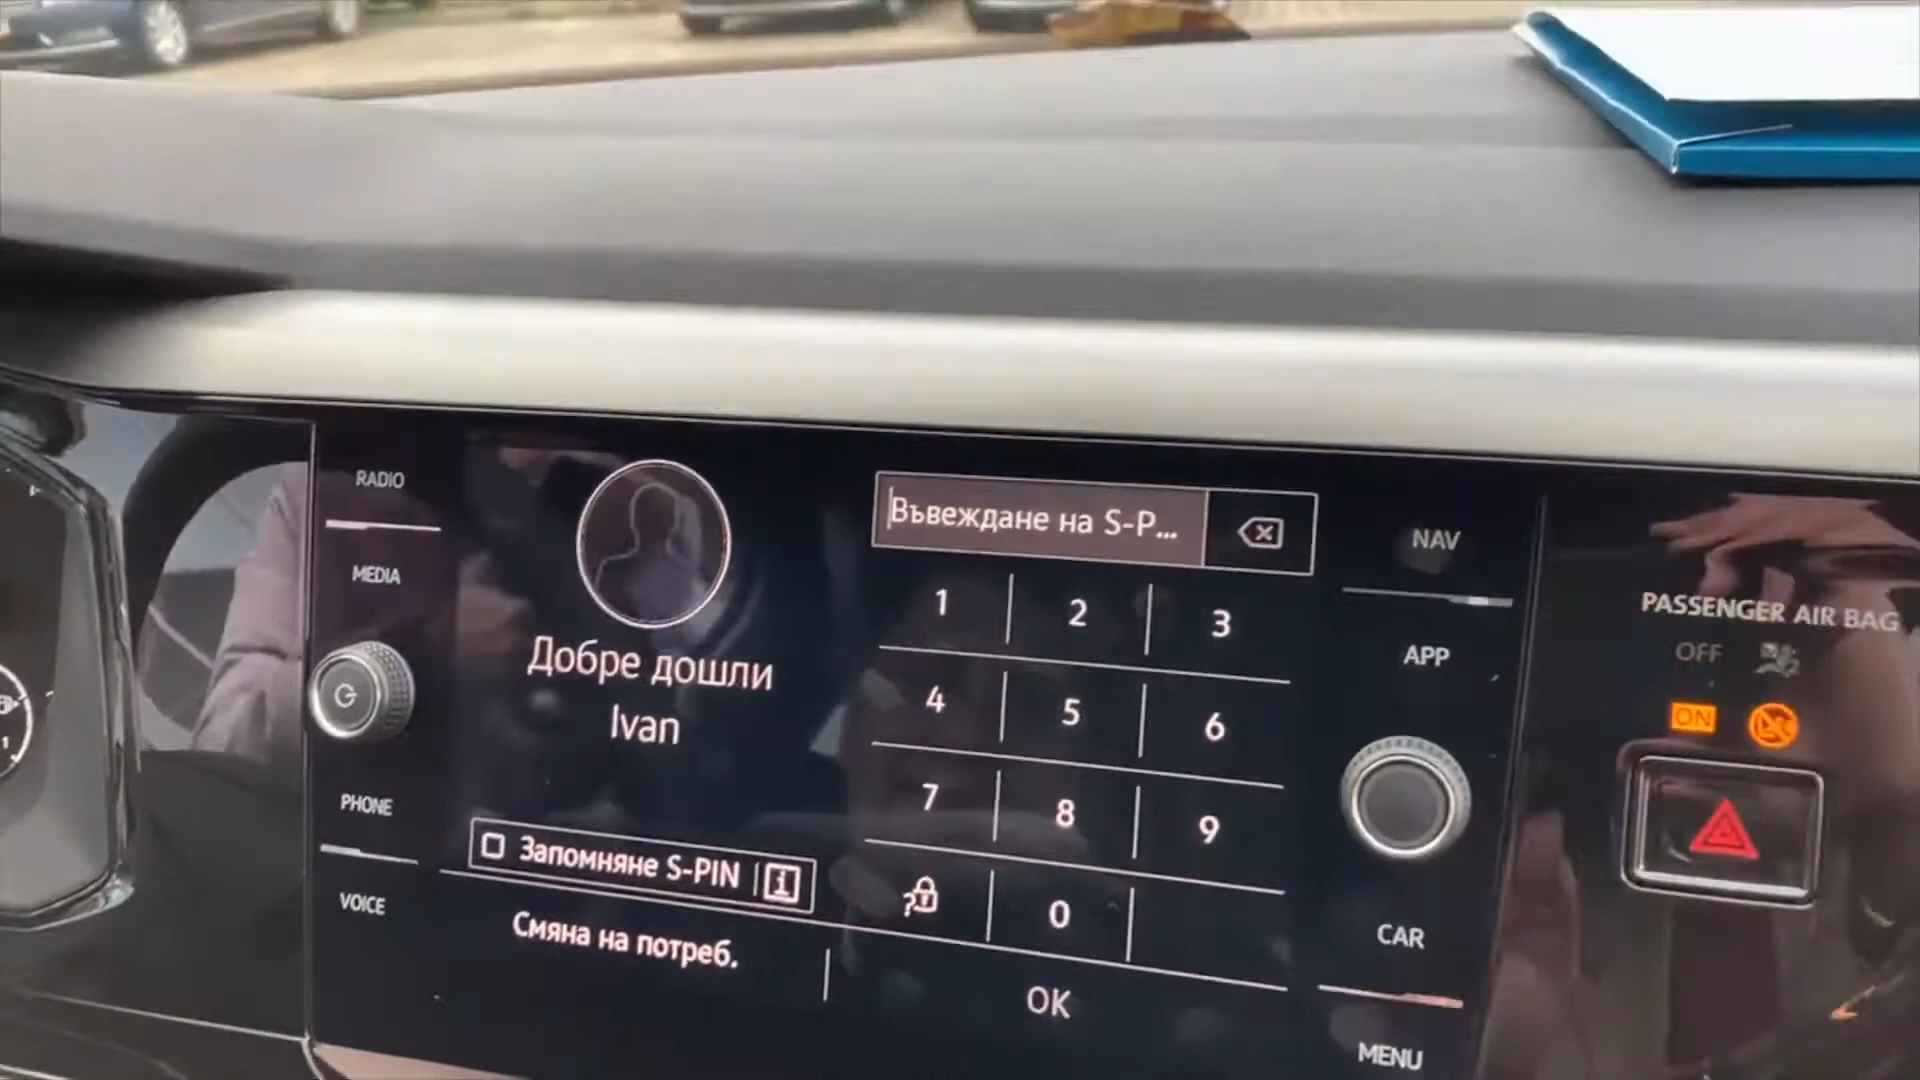 RADIO
MEDIA
PHONE
VOICE
Добре дошли
Ivan
Запомняне S-PIN
Смяна на потреб.
Въвеждане на S-P...
1 2 3
4 5 6
7 8 9
0
OK
NAV
APP
CAR
MENU
PASSENGER AIR BAG
OFF
ON